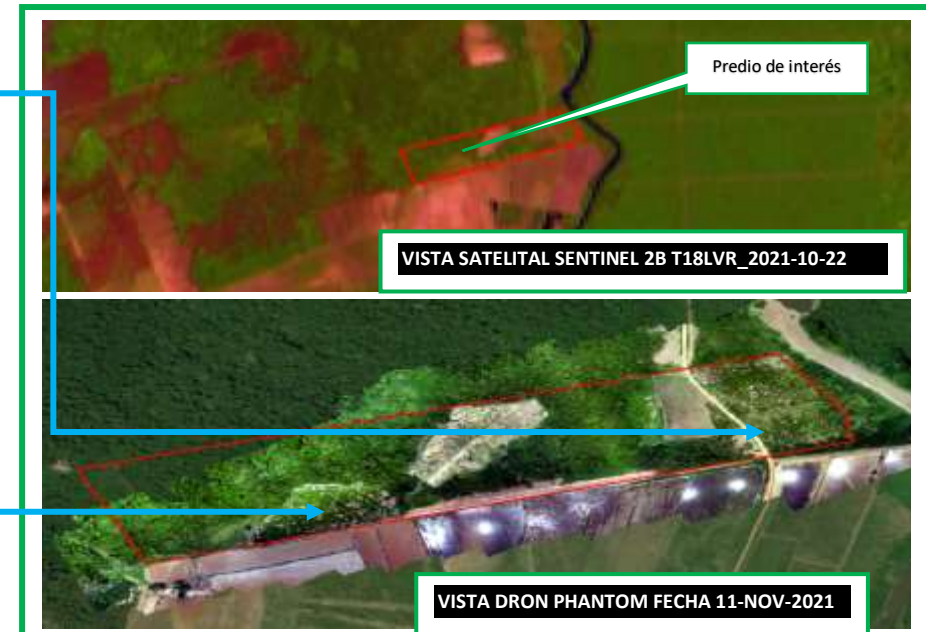 Predio de interés
VISTA SATELITAL SENTINEL 2B T18LVR_2021-10-22
VISTA DRON PHANTOM FECHA 11-NOV-2021